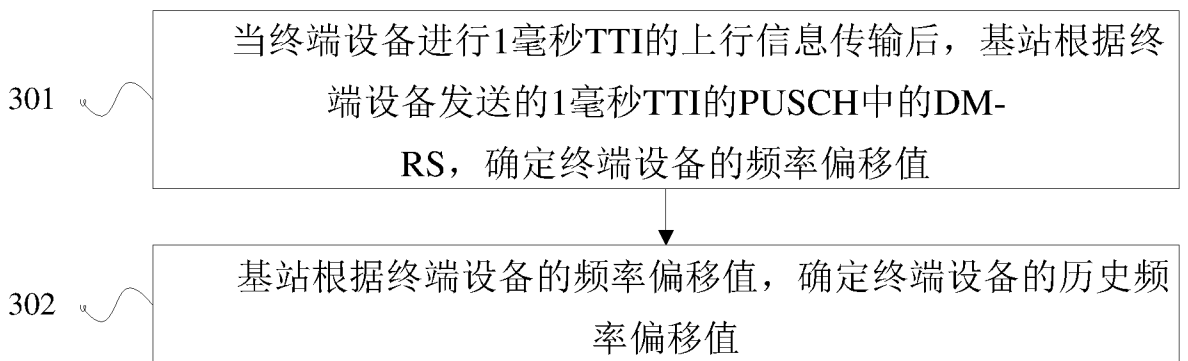 301
当终端设备进行1毫秒TTI的上行信息传输后，基站根据终
端设备发送的1毫秒TTI的PUSCH中的DM-
RS，确定终端设备的频率偏移值
302
基站根据终端设备的频率偏移值，确定终端设备的历史频
率偏移值